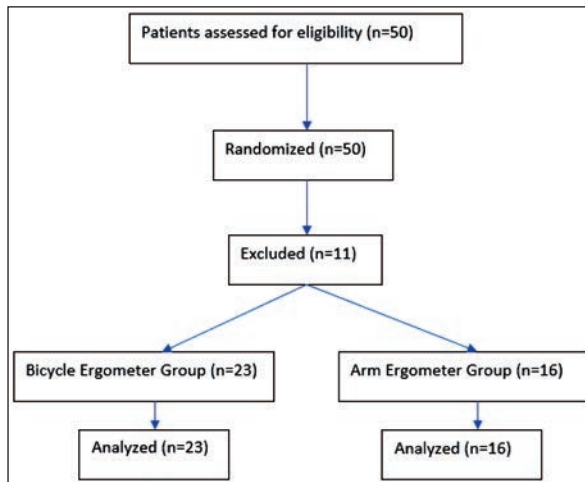 Patients assessed for eligibility (n=50)
Randomized (n=50)
Excluded (n=11)
Bicycle Ergometer Group (n=23)
Arm Ergometer Group (n=16)
Analyzed (n=23)
Analyzed (n=16)